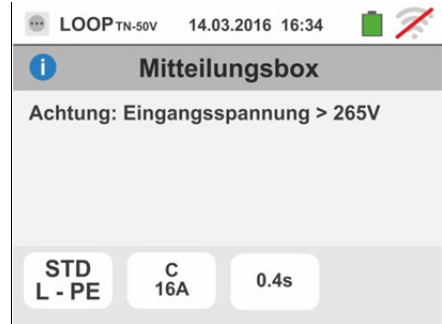 LOOP TN-50V 14.03.2016 16:34
Mitteilungsbox
Achtung: Eingangsspannung > 265V
STD C 0.4s
L - PE 16A